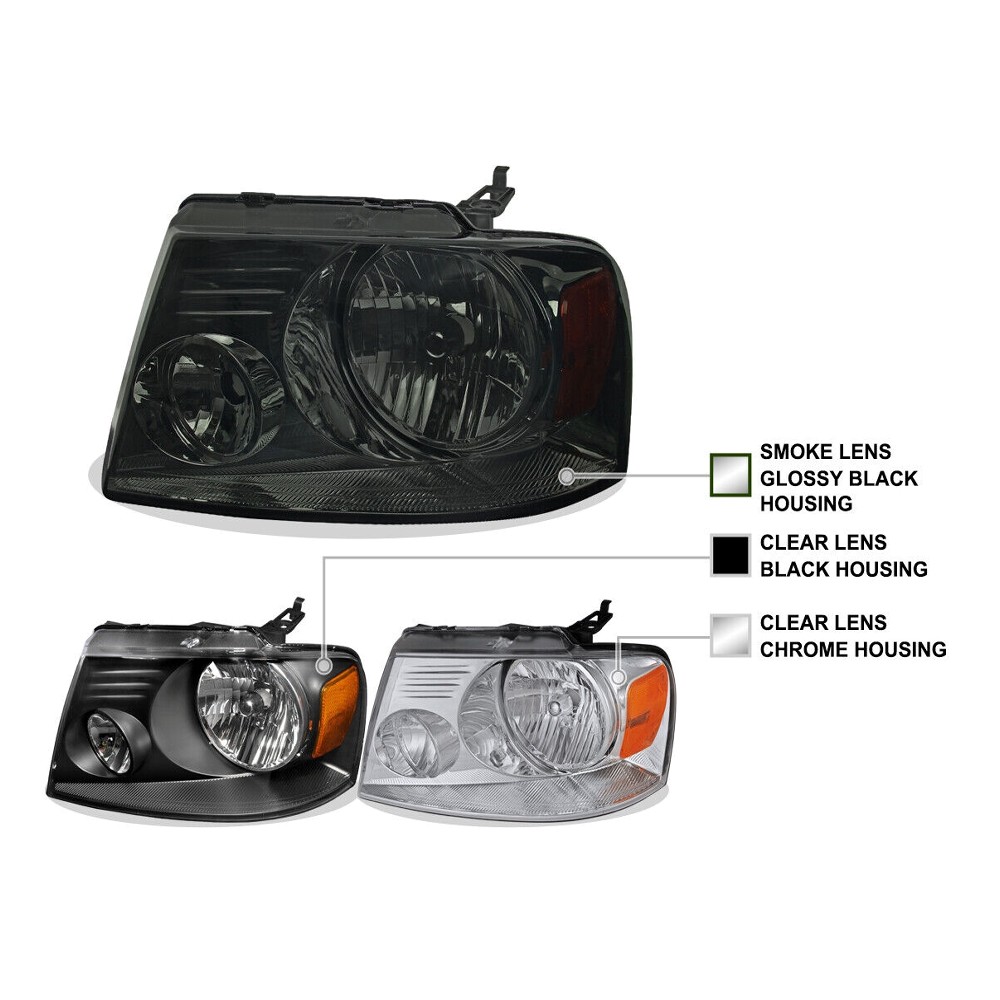 SMOKE LENS
GLOSSY BLACK
HOUSING
CLEAR LENS
BLACK HOUSING
CLEAR LENS
CHROME HOUSING